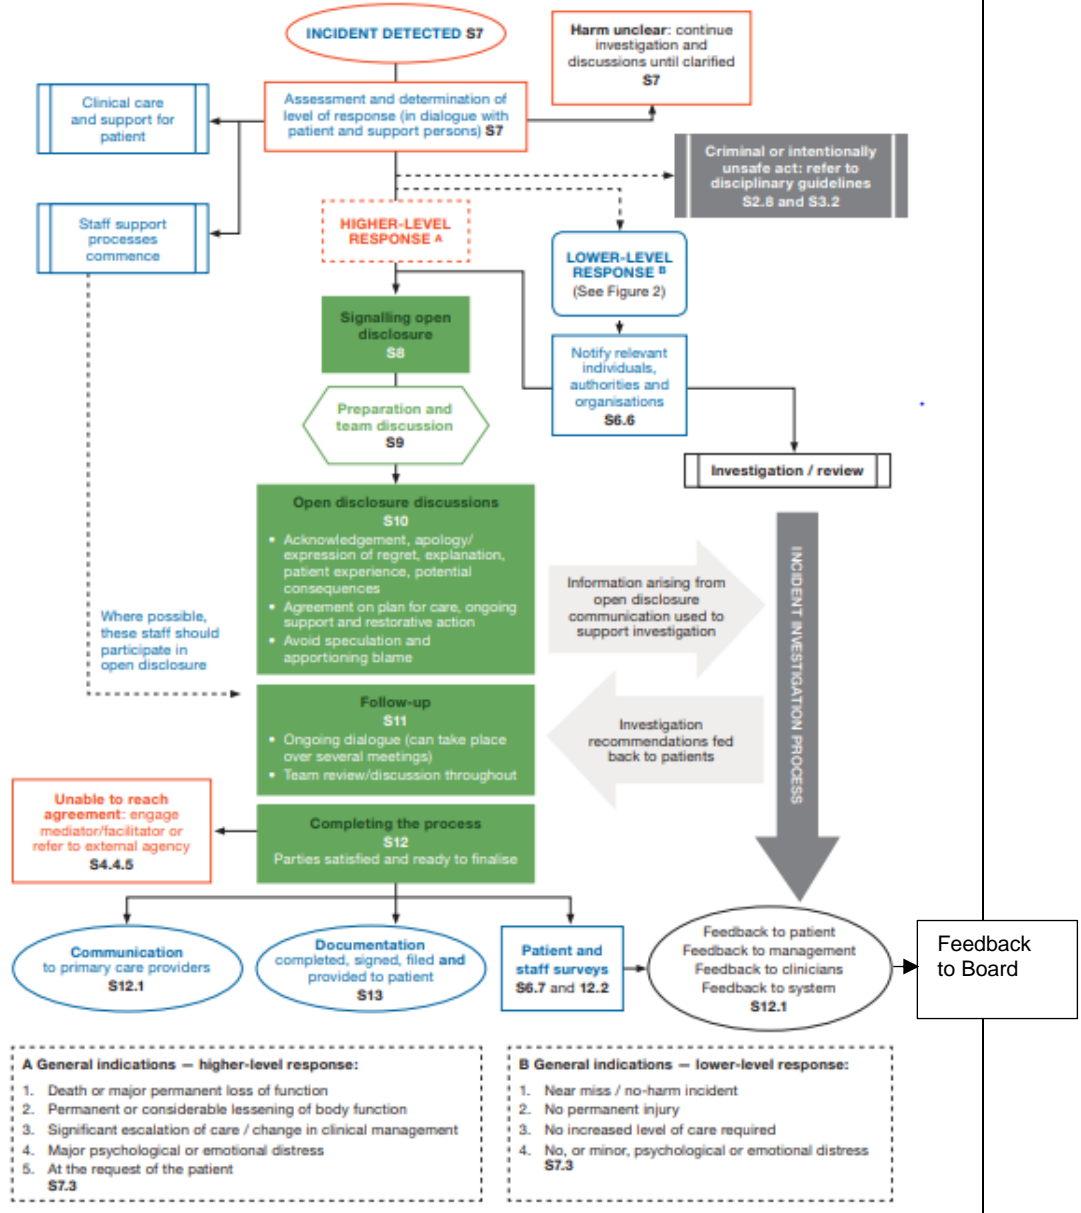 INCIDENT DETECTED S7
Harm unclear: continue
investigation and
discussions until clarified
S7
Clinical care
and support for
patient
Assessment and determination of
level of response (in dialogue with
patient and support persons) S7
Criminal or intentionally
unsafe act: refer to
disciplinary guidelines
S2.8 and S3.2
Staff support
processes
commence
HIGHER-LEVEL
RESPONSE A
LOWER-LEVEL
RESPONSE B
(See Figure 2)
Signalling open
disclosure
S8
Notify relevant
individuals,
authorities and
organisations
S6.6
Preparation and
team discussion
S9
Investigation / review
Open disclosure discussions
S10
• Acknowledgement, apology/
expression of regret, explanation,
patient experience, potential
consequences
• Agreement on plan for care, ongoing
support and restorative action
• Avoid speculation and
apportioning blame
Information arising from
open disclosure
communication used to
support investigation
INCIDENT INVESTIGATION PROCESS
Where possible,
these staff should
participate in
open disclosure
Follow-up
S11
• Ongoing dialogue (can take place
over several meetings)
• Team review/discussion throughout
Investigation
recommendations fed
back to patients
Unable to reach
agreement: engage
mediator/facilitator or
refer to external agency
S4.4.5
Completing the process
S12
Parties satisfied and ready to finalise
Communication
to primary care providers
S12.1
Documentation
completed, signed, filed and
provided to patient
S13
Patient and
staff surveys
S6.7 and 12.2
Feedback to patient
Feedback to management
Feedback to clinicians
Feedback to system
S12.1
Feedback
to Board
A General indications — higher-level response:
1. Death or major permanent loss of function
2. Permanent or considerable lessening of body function
3. Significant escalation of care / change in clinical management
4. Major psychological or emotional distress
5. At the request of the patient
S7.3
B General indications — lower-level response:
1. Near miss / no-harm incident
2. No permanent injury
3. No increased level of care required
4. No, or minor, psychological or emotional distress
S7.3